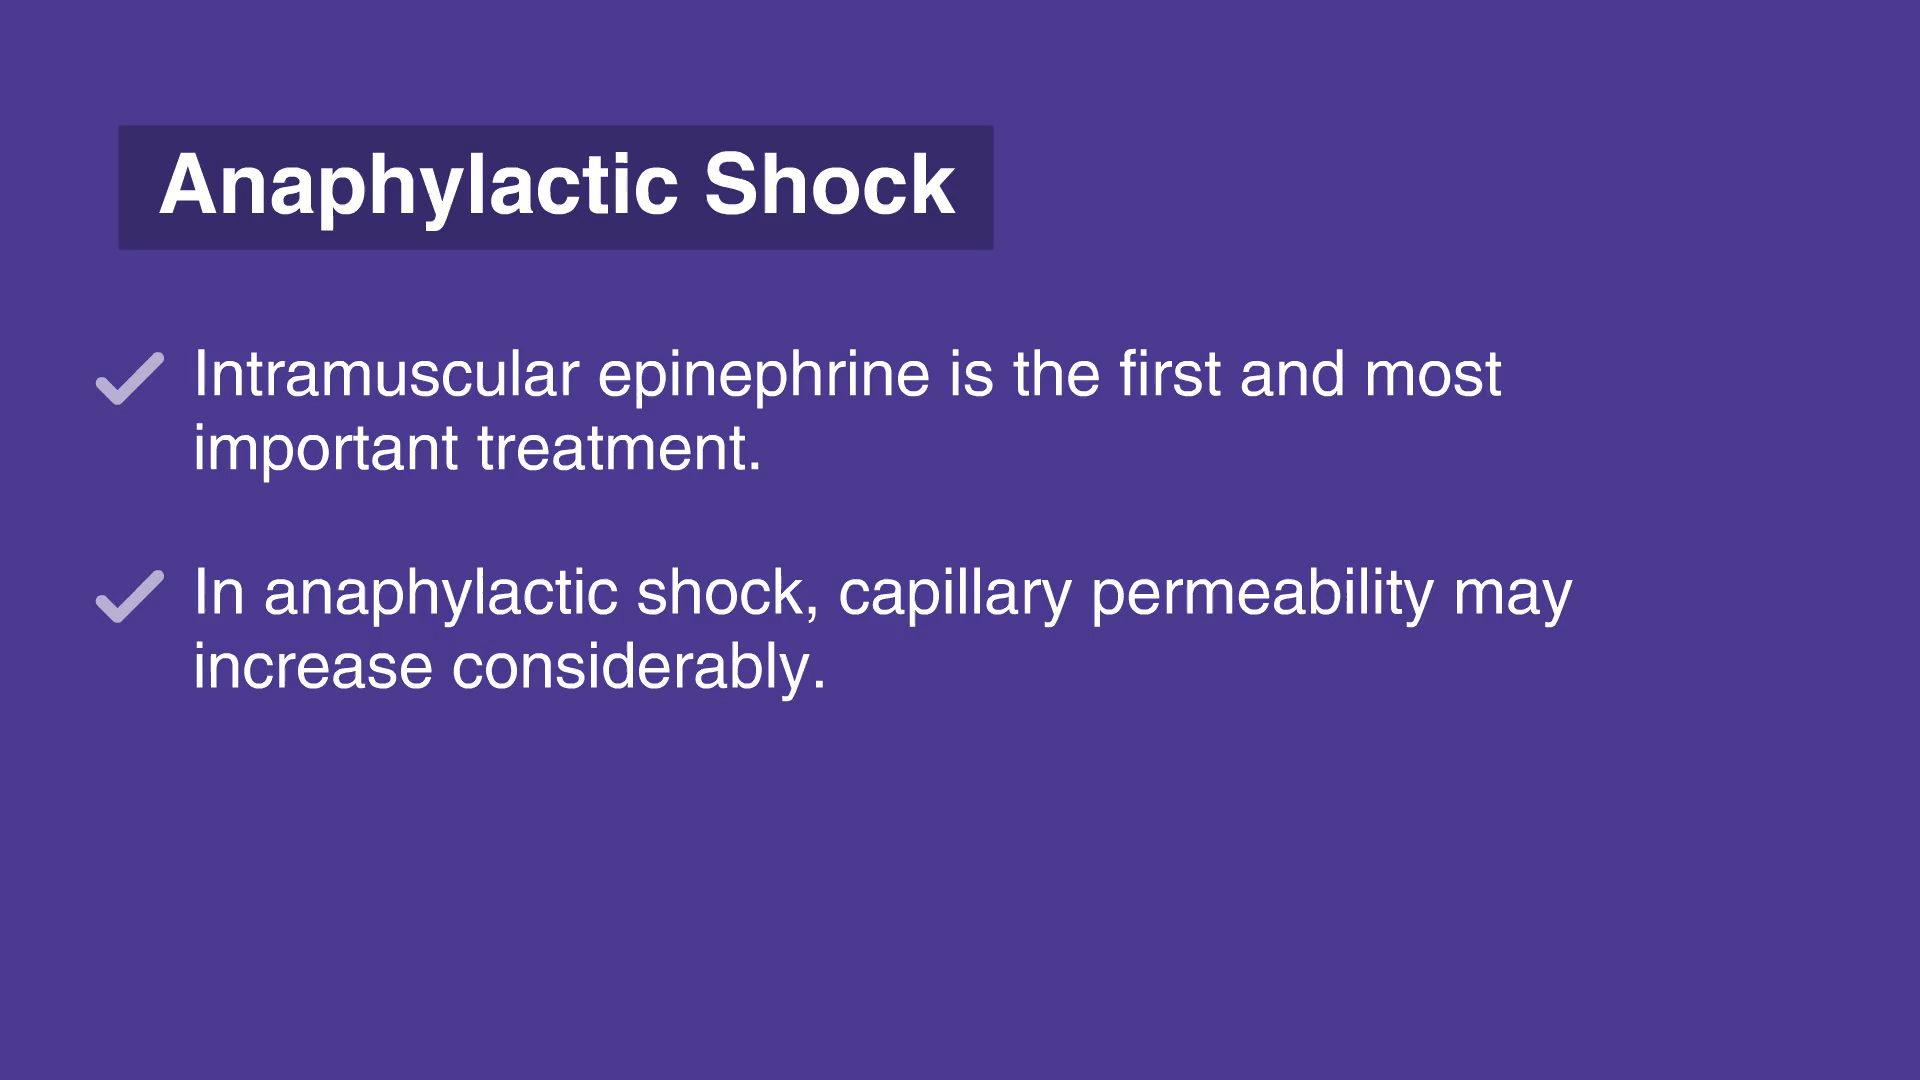 Anaphylactic Shock
Intramuscular epinephrine is the first and most
important treatment.
In anaphylactic shock, capillary permeability may
increase considerably.